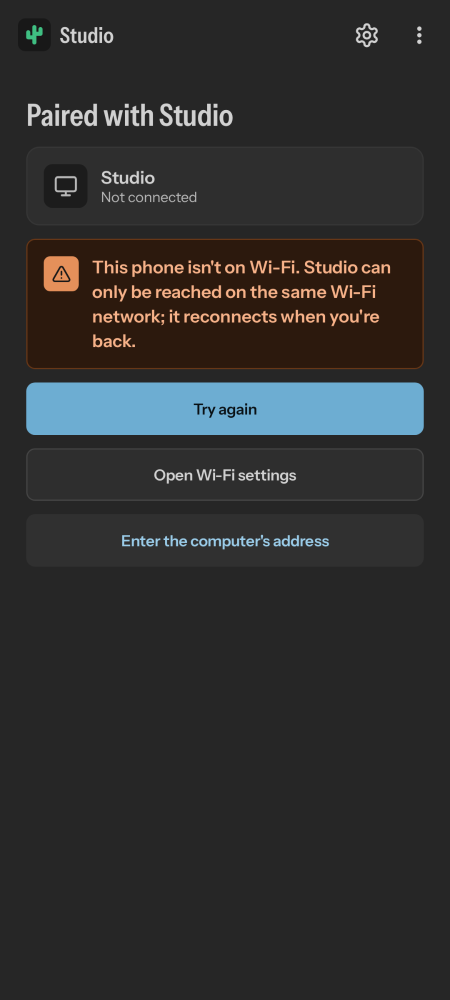 Studio
Paired with Studio
Studio
Not connected
This phone isn't on Wi-Fi. Studio can
only be reached on the same Wi-Fi
network; it reconnects when you're
back.
Try again
Open Wi-Fi settings
Enter the computer's address